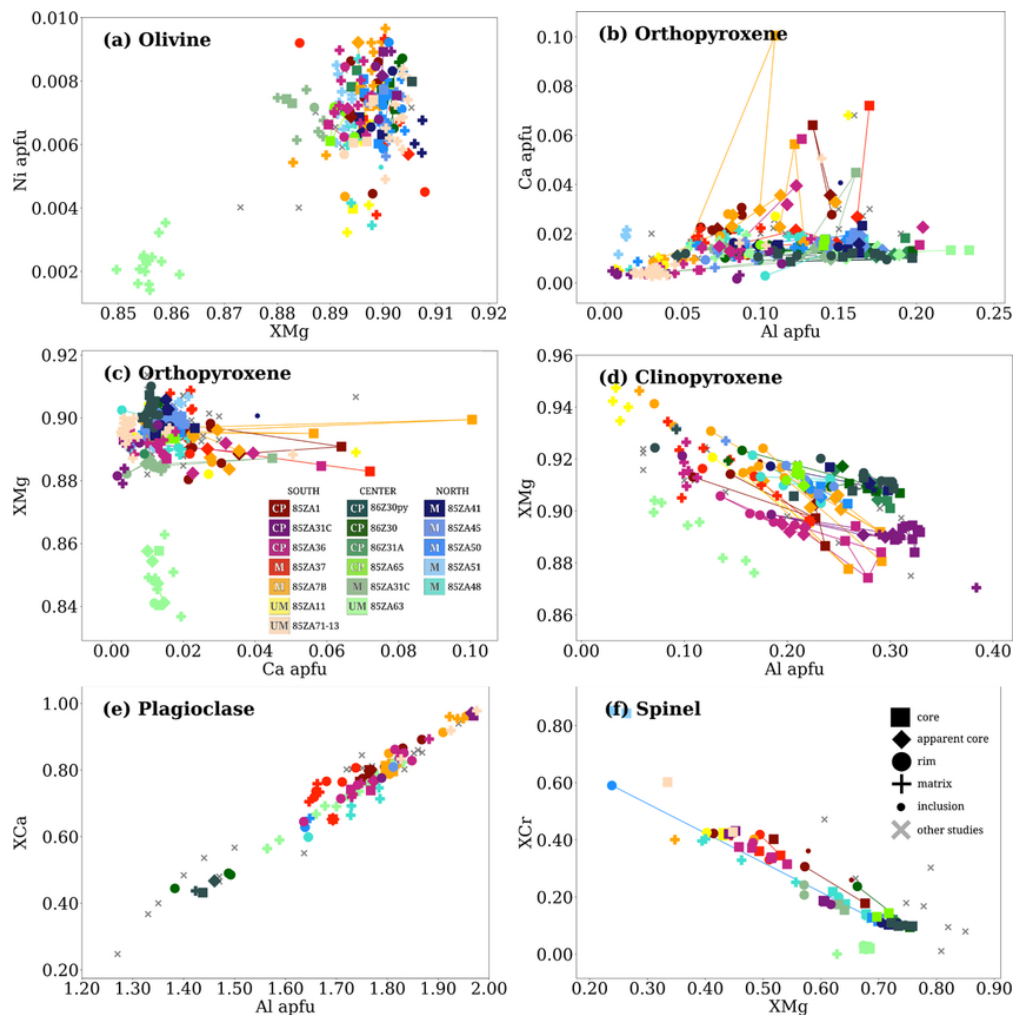 (a) Olivine
Ni apfu
0.010
0.008
0.006
0.004
0.002
0.85 0.86 0.87 0.88 0.89 0.90 0.91 0.92
XMg
(b) Orthopyroxene
Ca apfu
0.10
0.08
0.06
0.04
0.02
0.00
0.00 0.05 0.10 0.15 0.20 0.25
Al apfu
(c) Orthopyroxene
XMg
0.92
0.90
0.88
0.86
0.84
0.00 0.02 0.04 0.06 0.08 0.10
Ca apfu
SOUTH CENTER NORTH
CP 85ZA1 CP 86Z30py M 85ZA41
CP 85ZA31C CP 86Z30 M 85ZA45
CP 85ZA36 CP 86Z31A M 85ZA50
M 85ZA37 CP 85ZA65 M 85ZA51
M 85ZA7B M 85ZA31C M 85ZA48
UM 85ZA11 UM 85ZA63
UM 85ZA71-13
(d) Clinopyroxene
XMg
0.96
0.94
0.92
0.90
0.88
0.86
0.00 0.10 0.20 0.30 0.40
Al apfu
(e) Plagioclase
XCa
1.00
0.80
0.60
0.40
0.20
1.20 1.30 1.40 1.50 1.60 1.70 1.80 1.90 2.00
Al apfu
(f) Spinel
XCr
0.80
0.60
0.40
0.20
0.00
0.20 0.30 0.40 0.50 0.60 0.70 0.80 0.90
XMg
core
apparent core
rim
matrix
inclusion
other studies